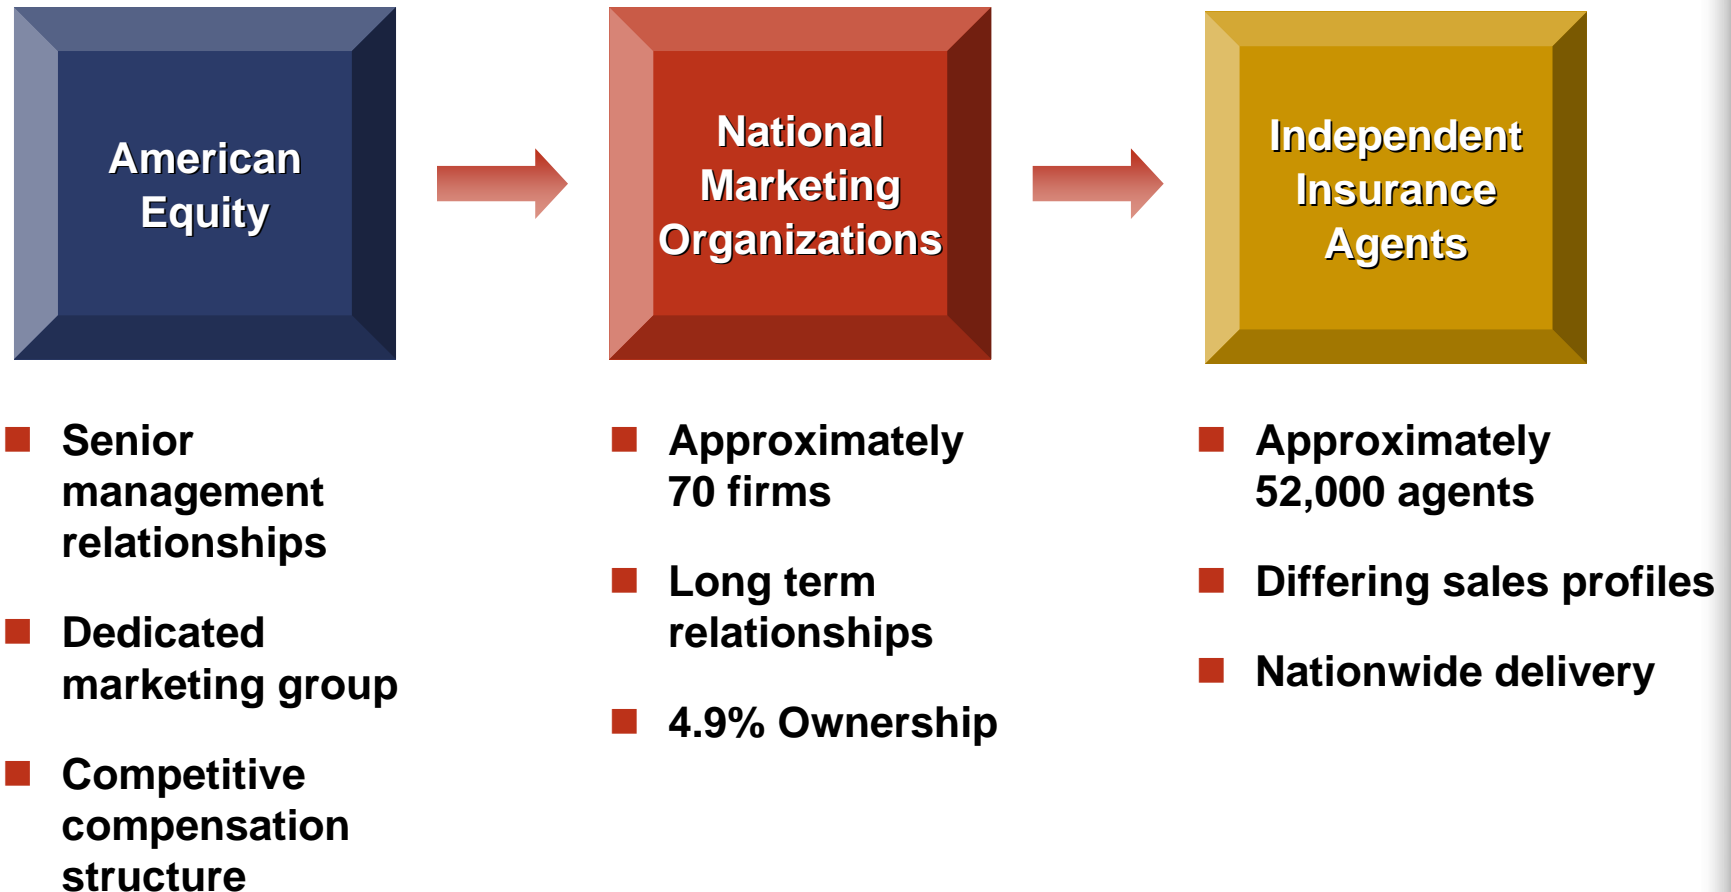 American
Equity
National
Marketing
Organizations
Independent
Insurance
Agents
Senior
management
relationships
Dedicated
marketing group
Competitive
compensation
structure
Approximately
70 firms
Long term
relationships
4.9% Ownership
Approximately
52,000 agents
Differing sales profiles
Nationwide delivery